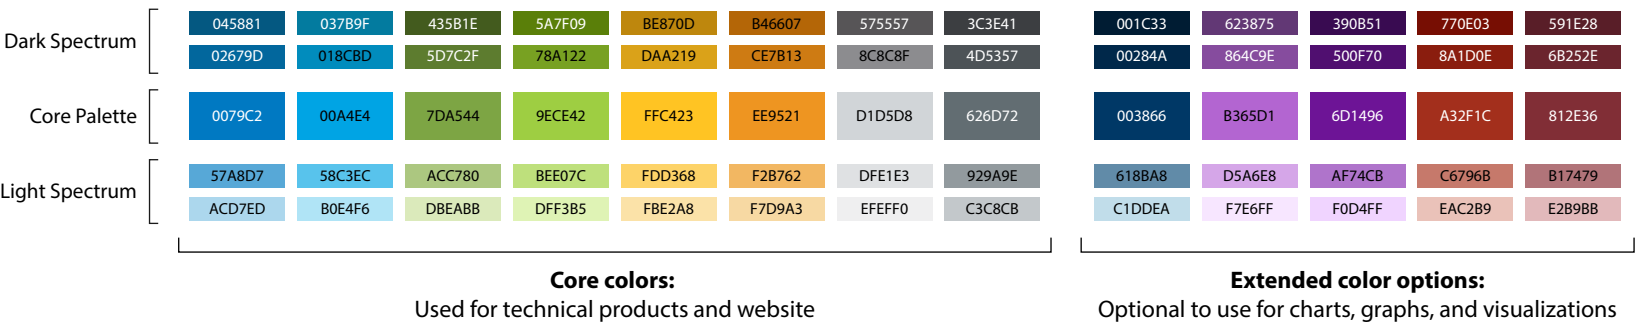 045881 037B9F 435B1E 5A7F09 BE870D B46607 575557 3C3E41 001C33 623875 390B51 770E03 591E28
Dark Spectrum
02679D 018CBD 5D7C2F 78A122 DAA219 CE7B13 8C8C8F 4D5357 00284A 864C9E 500F70 8A1D0E 6B252E
Core Palette 0079C2 00A4E4 7DA544 9ECE42 FFC423 EE9521 D1D5D8 626D72 003866 B365D1 6D1496 A32F1C 812E36
57A8D7 58C3EC ACC780 BEE07C FDD368 F2B762 DFE1E3 929A9E 618BA8 D5A6E8 AF74CB C6796B B17479
Light Spectrum
ACD7ED B0E4F6 DBEABB DFF3B5 FBE2A8 F7D9A3 EFEFF0 C3C8CB C1DDEA F7E6FF F0D4FF EAC2B9 E2B9BB
Core colors:
Used for technical products and website
Extended color options:
Optional to use for charts, graphs, and visualizations